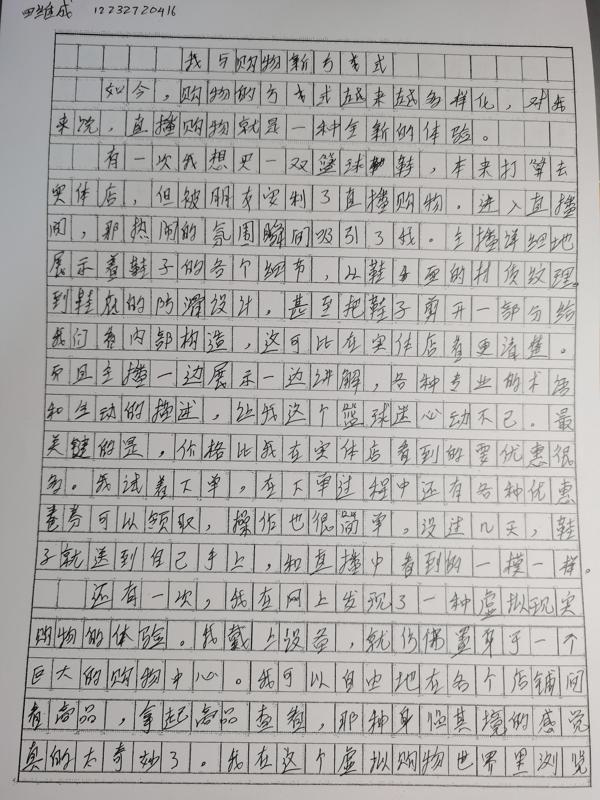 田维成 12232720416
我与购物新方式
如今，购物的方式越来越多样化，对我
来说，直播购物就是一种全新的体验。
有一次我想买一双篮球鞋，本来打算去
实体店，但被朋友安利了直播购物。进入直播
间，那热闹的氛围瞬间吸引了我。主播详细地
展示着鞋子的各个细节，从鞋面的材质纹理
到鞋底的防滑设计，甚至把鞋子剪开一部分给
我们看内部构造，这可比在实体店看更清楚。
而且主播一边展示一边讲解，各种专业的术语
和生动的描述，让我这个篮球迷心动不已。最
关键的是，价格比我在实体店看到的要优惠很
多。我试着下单，在下单过程中还有各种优惠
券可以领取，操作也很简单。没过几天，鞋
子就送到自己手上，和直播中看到的一模一样。
还有一次，我在网上发现了一种虚拟现实
购物的体验。我戴上设备，就仿佛置身于一个
巨大的购物中心。我可以自由地在各个店铺间
看商品，拿起商品查看，那种身临其境的感觉
真的太奇妙了。我在这个虚拟购物世界里浏览